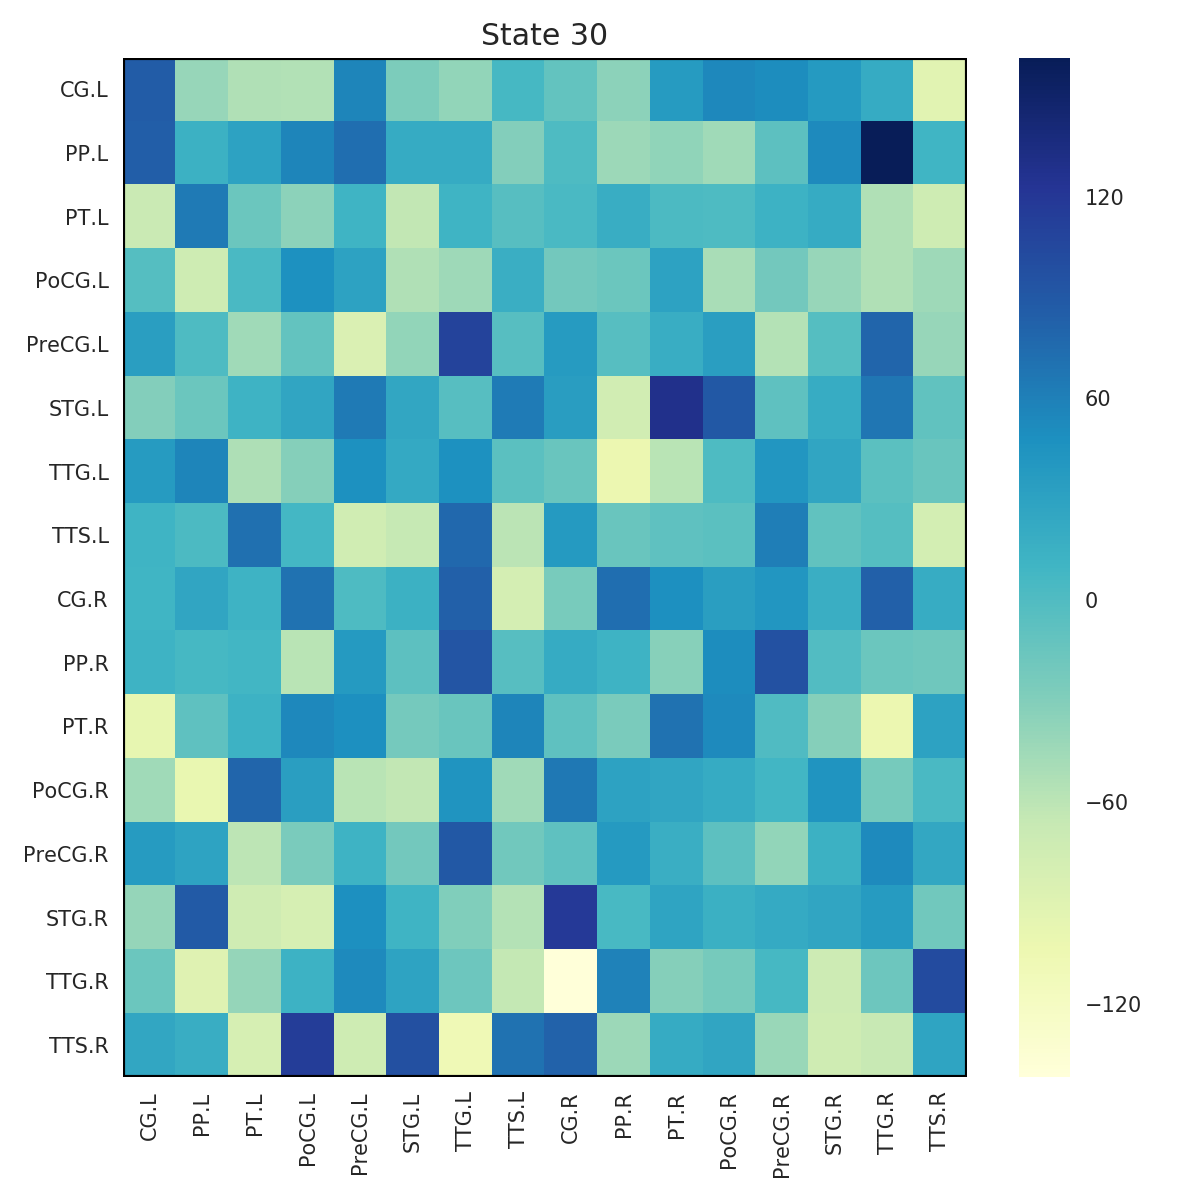 State 30
CG.L
PP.L
PT.L
PoCG.L
PreCG.L
STG.L
TTG.L
TTS.L
CG.R
PP.R
PT.R
PoCG.R
PreCG.R
STG.R
TTG.R
TTS.R
CG.L PP.L PT.L PoCG.L PreCG.L STG.L TTG.L TTS.L CG.R PP.R PT.R PoCG.R PreCG.R STG.R TTG.R TTS.R
120
60
0
−60
−120